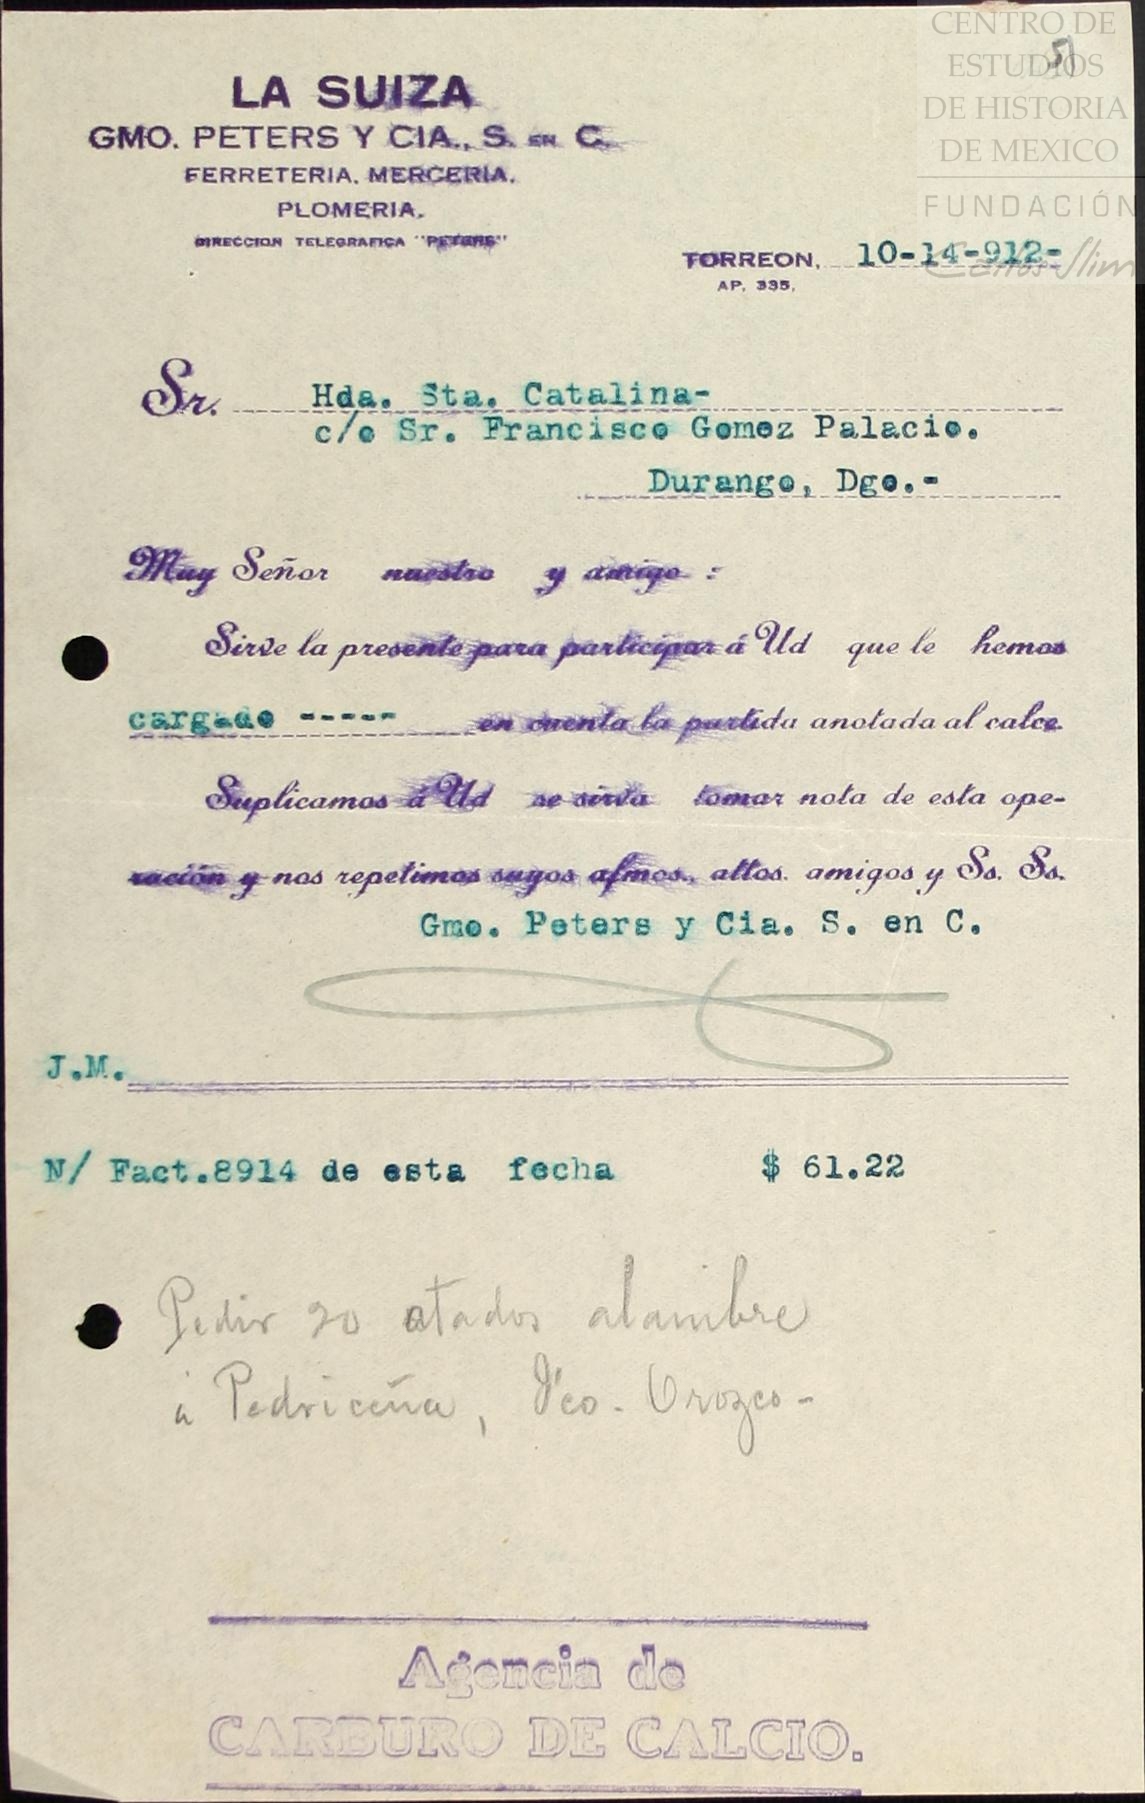 CENTRO DE
ESTUDIOS
DE HISTORIA
DE MEXICO
FUNDACIÓN
Carlos Slim
51
LA SUIZA
GMO. PETERS Y CIA., S. EN C.
FERRETERIA, MERCERIA,
PLOMERIA,
DIRECCION TELEGRAFICA "PETERS"
TORREON, 10-14-912-
AP. 335,
Sr. Hda. Sta. Catalina-
c/o Sr. Francisco Gomez Palacio.
Durango, Dgo.-
Muy Señor nuestro y amigo :
Sirve la presente para participar á Ud que le hemos
cargado ----- en cuenta la partida anotada al calce.
Suplicamos á Ud se sirva tomar nota de esta ope-
ración y nos repetimos suyos afmos., attos. amigos y Ss. Ss.
Gmo. Peters y Cia. S. en C.
J.M.
N/ Fact.8914 de esta fecha $ 61.22
Pedir 20 atados alambre
á Pedriceña, Fco. Orozco-
Agencia de
CARBURO DE CALCIO.